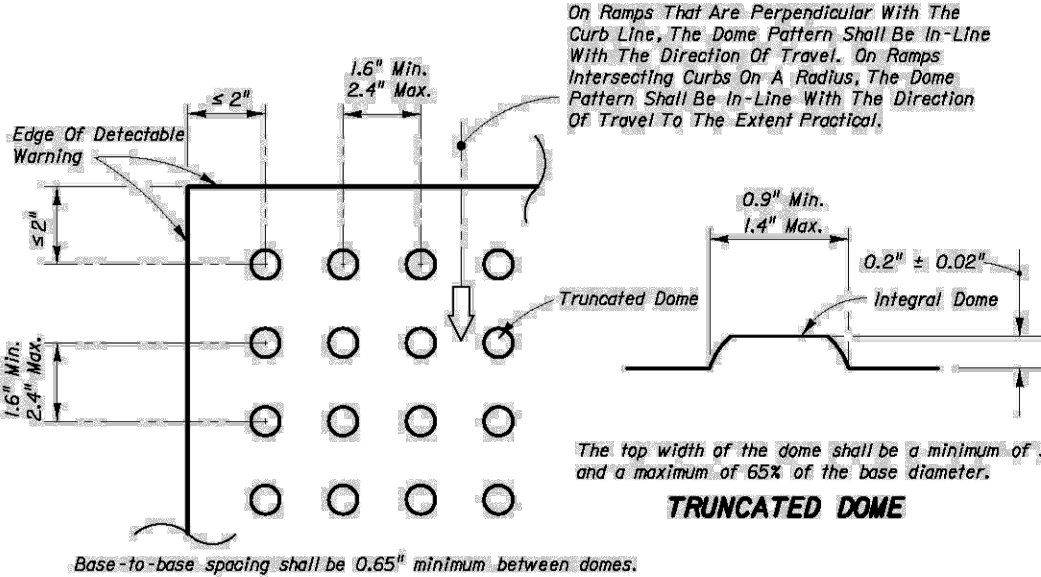 On Ramps That Are Perpendicular With The
Curb Line, The Dome Pattern Shall Be In-Line
With The Direction Of Travel. On Ramps
Intersecting Curbs On A Radius, The Dome
Pattern Shall Be In-Line With The Direction
Of Travel To The Extent Practical.
1.6" Min.
2.4" Max.
≤ 2"
Edge Of Detectable
Warning
≤2"
0.9" Min.
1.4" Max.
0.2" ± 0.02"
Truncated Dome
Integral Dome
1.6" Min.
2.4" Max.
The top width of the dome shall be a minimum of
and a maximum of 65% of the base diameter.
TRUNCATED DOME
Base-to-base spacing shall be 0.65" minimum between domes.